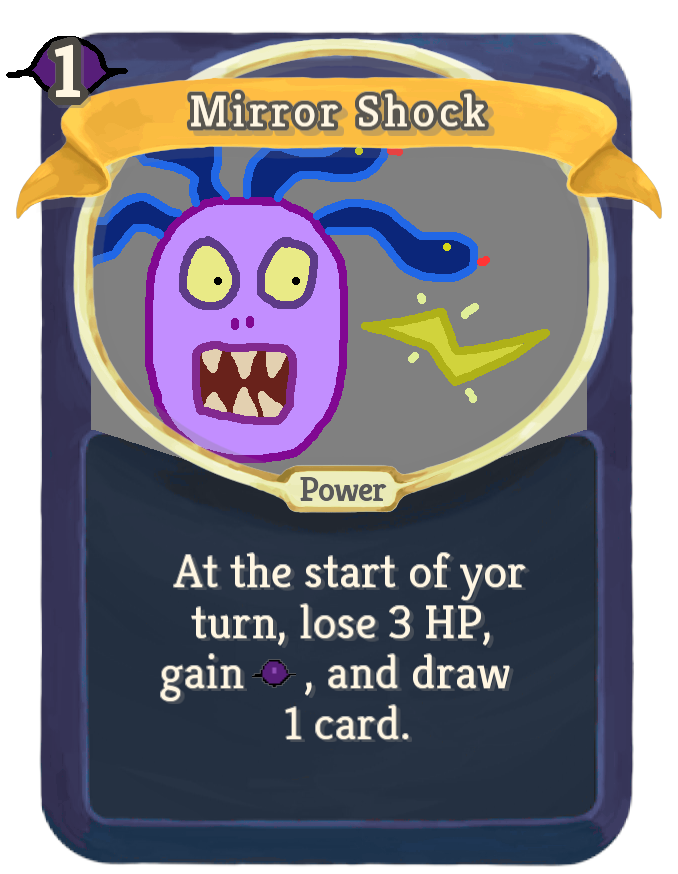 1
Mirror Shock
Power
At the start of yor
turn, lose 3 HP,
gain , and draw
1 card.